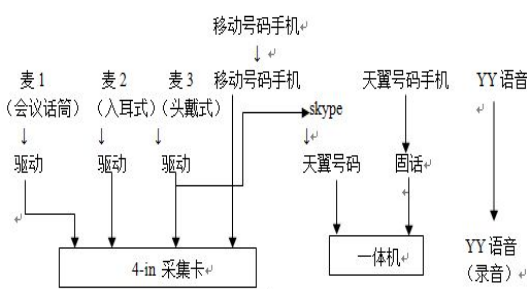 移动号码手机
麦1 麦2 麦3 移动号码手机 天翼号码手机 YY 语音
（会议话筒） （入耳式） （头戴式） skype
驱动 驱动 驱动 天翼号码 固话
4-in 采集卡 一体机 YY 语音
（录音）